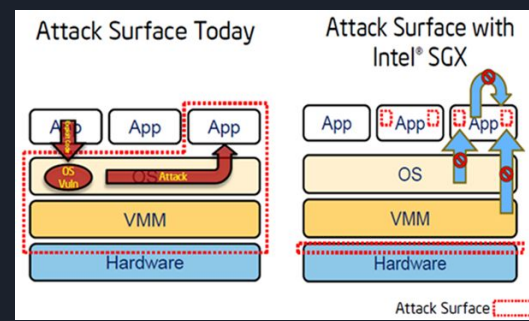 Attack Surface Today
App
App
App
OS
Vuln
OS Attack
VMM
Hardware
Attack Surface with
Intel® SGX
App
App
App
OS
VMM
Hardware
Attack Surface